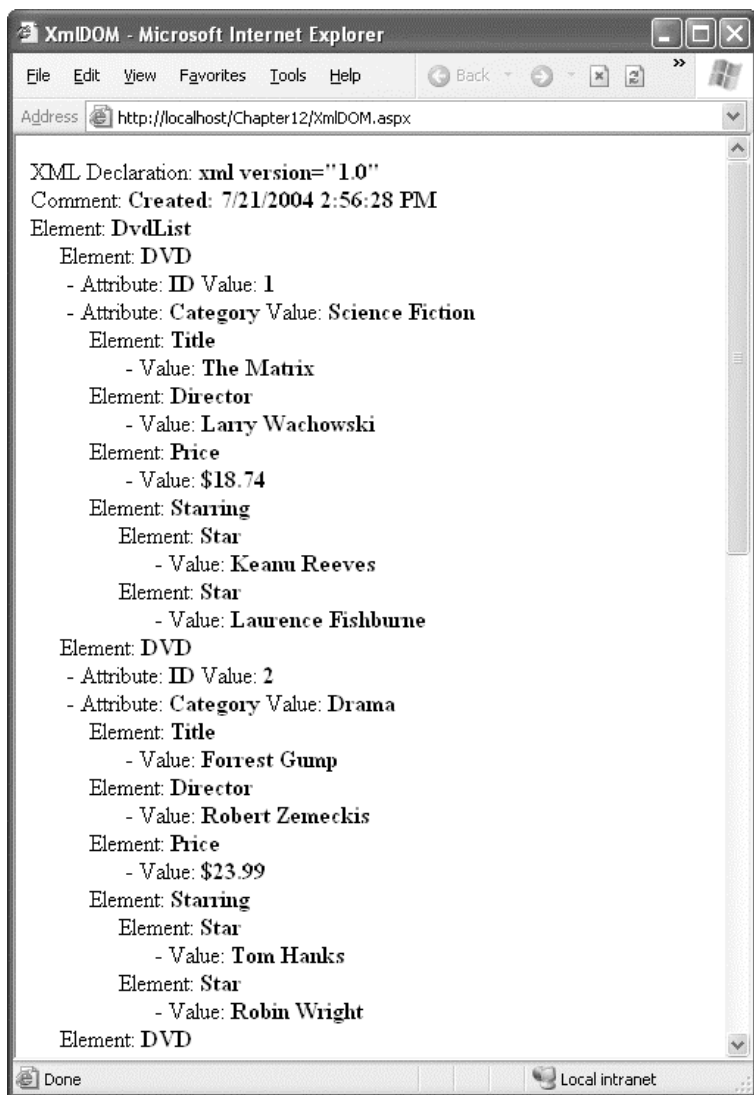 XmlDOM - Microsoft Internet Explorer
File Edit View Favorites Tools Help Back »
Address http://localhost/Chapter12/XmlDOM.aspx
XML Declaration: xml version="1.0"
Comment: Created: 7/21/2004 2:56:28 PM
Element: DvdList
Element: DVD
- Attribute: ID Value: 1
- Attribute: Category Value: Science Fiction
Element: Title
- Value: The Matrix
Element: Director
- Value: Larry Wachowski
Element: Price
- Value: $18.74
Element: Starring
Element: Star
- Value: Keanu Reeves
Element: Star
- Value: Laurence Fishburne
Element: DVD
- Attribute: ID Value: 2
- Attribute: Category Value: Drama
Element: Title
- Value: Forrest Gump
Element: Director
- Value: Robert Zemeckis
Element: Price
- Value: $23.99
Element: Starring
Element: Star
- Value: Tom Hanks
Element: Star
- Value: Robin Wright
Element: DVD
Done Local intranet